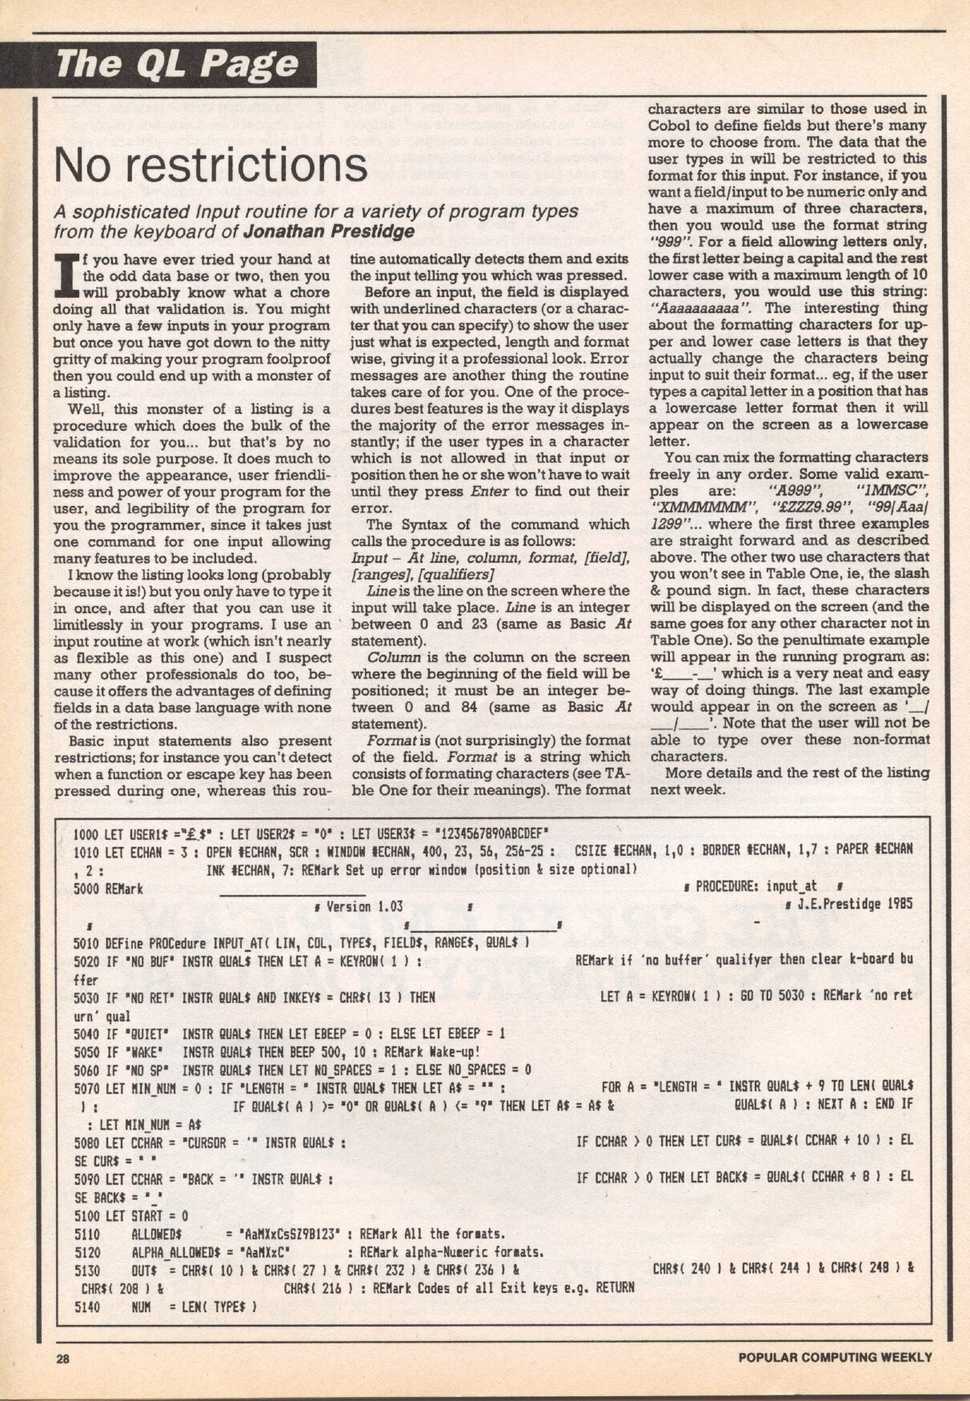 The QL Page
No restrictions
A sophisticated Input routine for a variety of program types
from the keyboard of Jonathan Prestidge
If you have ever tried your hand at
the odd data base or two, then you
will probably know what a chore
doing all that validation is. You might
only have a few inputs in your program
but once you have got down to the nitty
gritty of making your program foolproof
then you could end up with a monster of
a listing.
Well, this monster of a listing is a
procedure which does the bulk of the
validation for you... but that's by no
means its sole purpose. It does much to
improve the appearance, user friendli-
ness and power of your program for the
user, and legibility of the program for
you the programmer, since it takes just
one command for one input allowing
many features to be included.
I know the listing looks long (probably
because it is!) but you only have to type it
in once, and after that you can use it
limitlessly in your programs. I use an
input routine at work (which isn't nearly
as flexible as this one) and I suspect
many other professionals do too, be-
cause it offers the advantages of defining
fields in a data base language with none
of the restrictions.
Basic input statements also present
restrictions; for instance you can't detect
when a function or escape key has been
pressed during one, whereas this rou-
tine automatically detects them and exits
the input telling you which was pressed.
Before an input, the field is displayed
with underlined characters (or a charac-
ter that you can specify) to show the user
just what is expected, length and format
wise, giving it a professional look. Error
messages are another thing the routine
takes care of for you. One of the proce-
dures best features is the way it displays
the majority of the error messages in-
stantly; if the user types in a character
which is not allowed in that input or
position then he or she won't have to wait
until they press Enter to find out their
error.
The Syntax of the command which
calls the procedure is as follows:
Input – At line, column, format, [field],
[ranges], [qualifiers]
Line is the line on the screen where the
input will take place. Line is an integer
between 0 and 23 (same as Basic At
statement).
Column is the column on the screen
where the beginning of the field will be
positioned; it must be an integer be-
tween 0 and 84 (same as Basic At
statement).
Format is (not surprisingly) the format
of the field. Format is a string which
consists of formating characters (see TA-
ble One for their meanings). The format
characters are similar to those used in
Cobol to define fields but there's many
more to choose from. The data that the
user types in will be restricted to this
format for this input. For instance, if you
want a field/input to be numeric only and
have a maximum of three characters,
then you would use the format string
"999". For a field allowing letters only,
the first letter being a capital and the rest
lower case with a maximum length of 10
characters, you would use this string:
"Aaaaaaaaaa". The interesting thing
about the formatting characters for up-
per and lower case letters is that they
actually change the characters being
input to suit their format... eg, if the user
types a capital letter in a position that has
a lowercase letter format then it will
appear on the screen as a lowercase
letter.
You can mix the formatting characters
freely in any order. Some valid exam-
ples are: "A999", "1MMSC",
"XMMMMMM", "£ZZZ9.99", "99/Aaa/
1299"... where the first three examples
are straight forward and as described
above. The other two use characters that
you won't see in Table One, ie, the slash
& pound sign. In fact, these characters
will be displayed on the screen (and the
same goes for any other character not in
Table One). So the penultimate example
will appear in the running program as:
'£____-__' which is a very neat and easy
way of doing things. The last example
would appear in on the screen as '__/
___/____'. Note that the user will not be
able to type over these non-format
characters.
More details and the rest of the listing
next week.
1000 LET USER1$ ="£.$" : LET USER2$ = "0" : LET USER3$ = "1234567890ABCDEF"
1010 LET ECHAN = 3 : OPEN #ECHAN, SCR : WINDOW #ECHAN, 400, 23, 56, 256-25 : CSIZE #ECHAN, 1,0 : BORDER #ECHAN, 1,7 : PAPER #ECHAN
, 2 : INK #ECHAN, 7: REMark Set up error window (position & size optional)
5000 REMark # PROCEDURE: input_at #
# Version 1.03 # # J.E.Prestidge 1985
# #____________________#
5010 DEFine PROCedure INPUT_AT( LIN, COL, TYPE$, FIELD$, RANGE$, QUAL$ )
5020 IF "NO BUF" INSTR QUAL$ THEN LET A = KEYROW( 1 ) : REMark if 'no buffer' qualifyer then clear k-board bu
ffer
5030 IF "NO RET" INSTR QUAL$ AND INKEY$ = CHR$( 13 ) THEN LET A = KEYROW( 1 ) : GO TO 5030 : REMark 'no ret
urn' qual
5040 IF "QUIET" INSTR QUAL$ THEN LET EBEEP = 0 : ELSE LET EBEEP = 1
5050 IF "WAKE" INSTR QUAL$ THEN BEEP 500, 10 : REMark Wake-up!
5060 IF "NO SP" INSTR QUAL$ THEN LET NO_SPACES = 1 : ELSE NO_SPACES = 0
5070 LET MIN_NUM = 0 : IF "LENGTH = " INSTR QUAL$ THEN LET A$ = "" : FOR A = "LENGTH = " INSTR QUAL$ + 9 TO LEN( QUAL$
) : IF QUAL$( A ) >= "0" OR QUAL$( A ) <= "9" THEN LET A$ = A$ & QUAL$( A ) : NEXT A : END IF
: LET MIN_NUM = A$
5080 LET CCHAR = "CURSOR = '" INSTR QUAL$ : IF CCHAR > 0 THEN LET CUR$ = QUAL$( CCHAR + 10 ) : EL
SE CUR$ = " "
5090 LET CCHAR = "BACK = '" INSTR QUAL$ : IF CCHAR > 0 THEN LET BACK$ = QUAL$( CCHAR + 8 ) : EL
SE BACK$ = "_"
5100 LET START = 0
5110 ALLOWED$ = "AaMXxCsSZ9B123" : REMark All the formats.
5120 ALPHA_ALLOWED$ = "AaMXxC" : REMark alpha-Numeric formats.
5130 OUT$ = CHR$( 10 ) & CHR$( 27 ) & CHR$( 232 ) & CHR$( 236 ) & CHR$( 240 ) & CHR$( 244 ) & CHR$( 248 ) &
CHR$( 208 ) & CHR$( 216 ) : REMark Codes of all Exit keys e.g. RETURN
5140 NUM = LEN( TYPE$ )
28
POPULAR COMPUTING WEEKLY